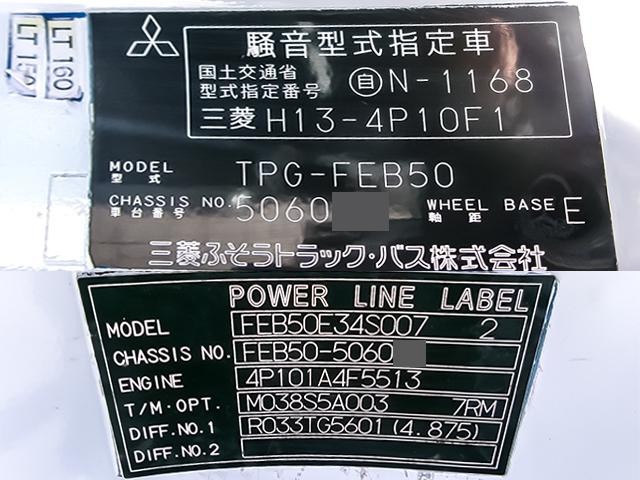 LT160
LT15
騒音型式指定車
国土交通省
型式指定番号 自N-1168
三菱 H13-4P10F1
MODEL
型式 TPG-FEB50
CHASSIS NO.
車台番号 5060 WHEEL BASE
軸距 E
三菱ふそうトラック・バス株式会社
POWER LINE LABEL
MODEL FEB50E34S007 2
CHASSIS NO. FEB50-5060
ENGINE 4P101A4F5513
T/M・OPT. M038S5A003 7RM
DIFF.NO.1 R033TG5601 (4.875)
DIFF.NO.2